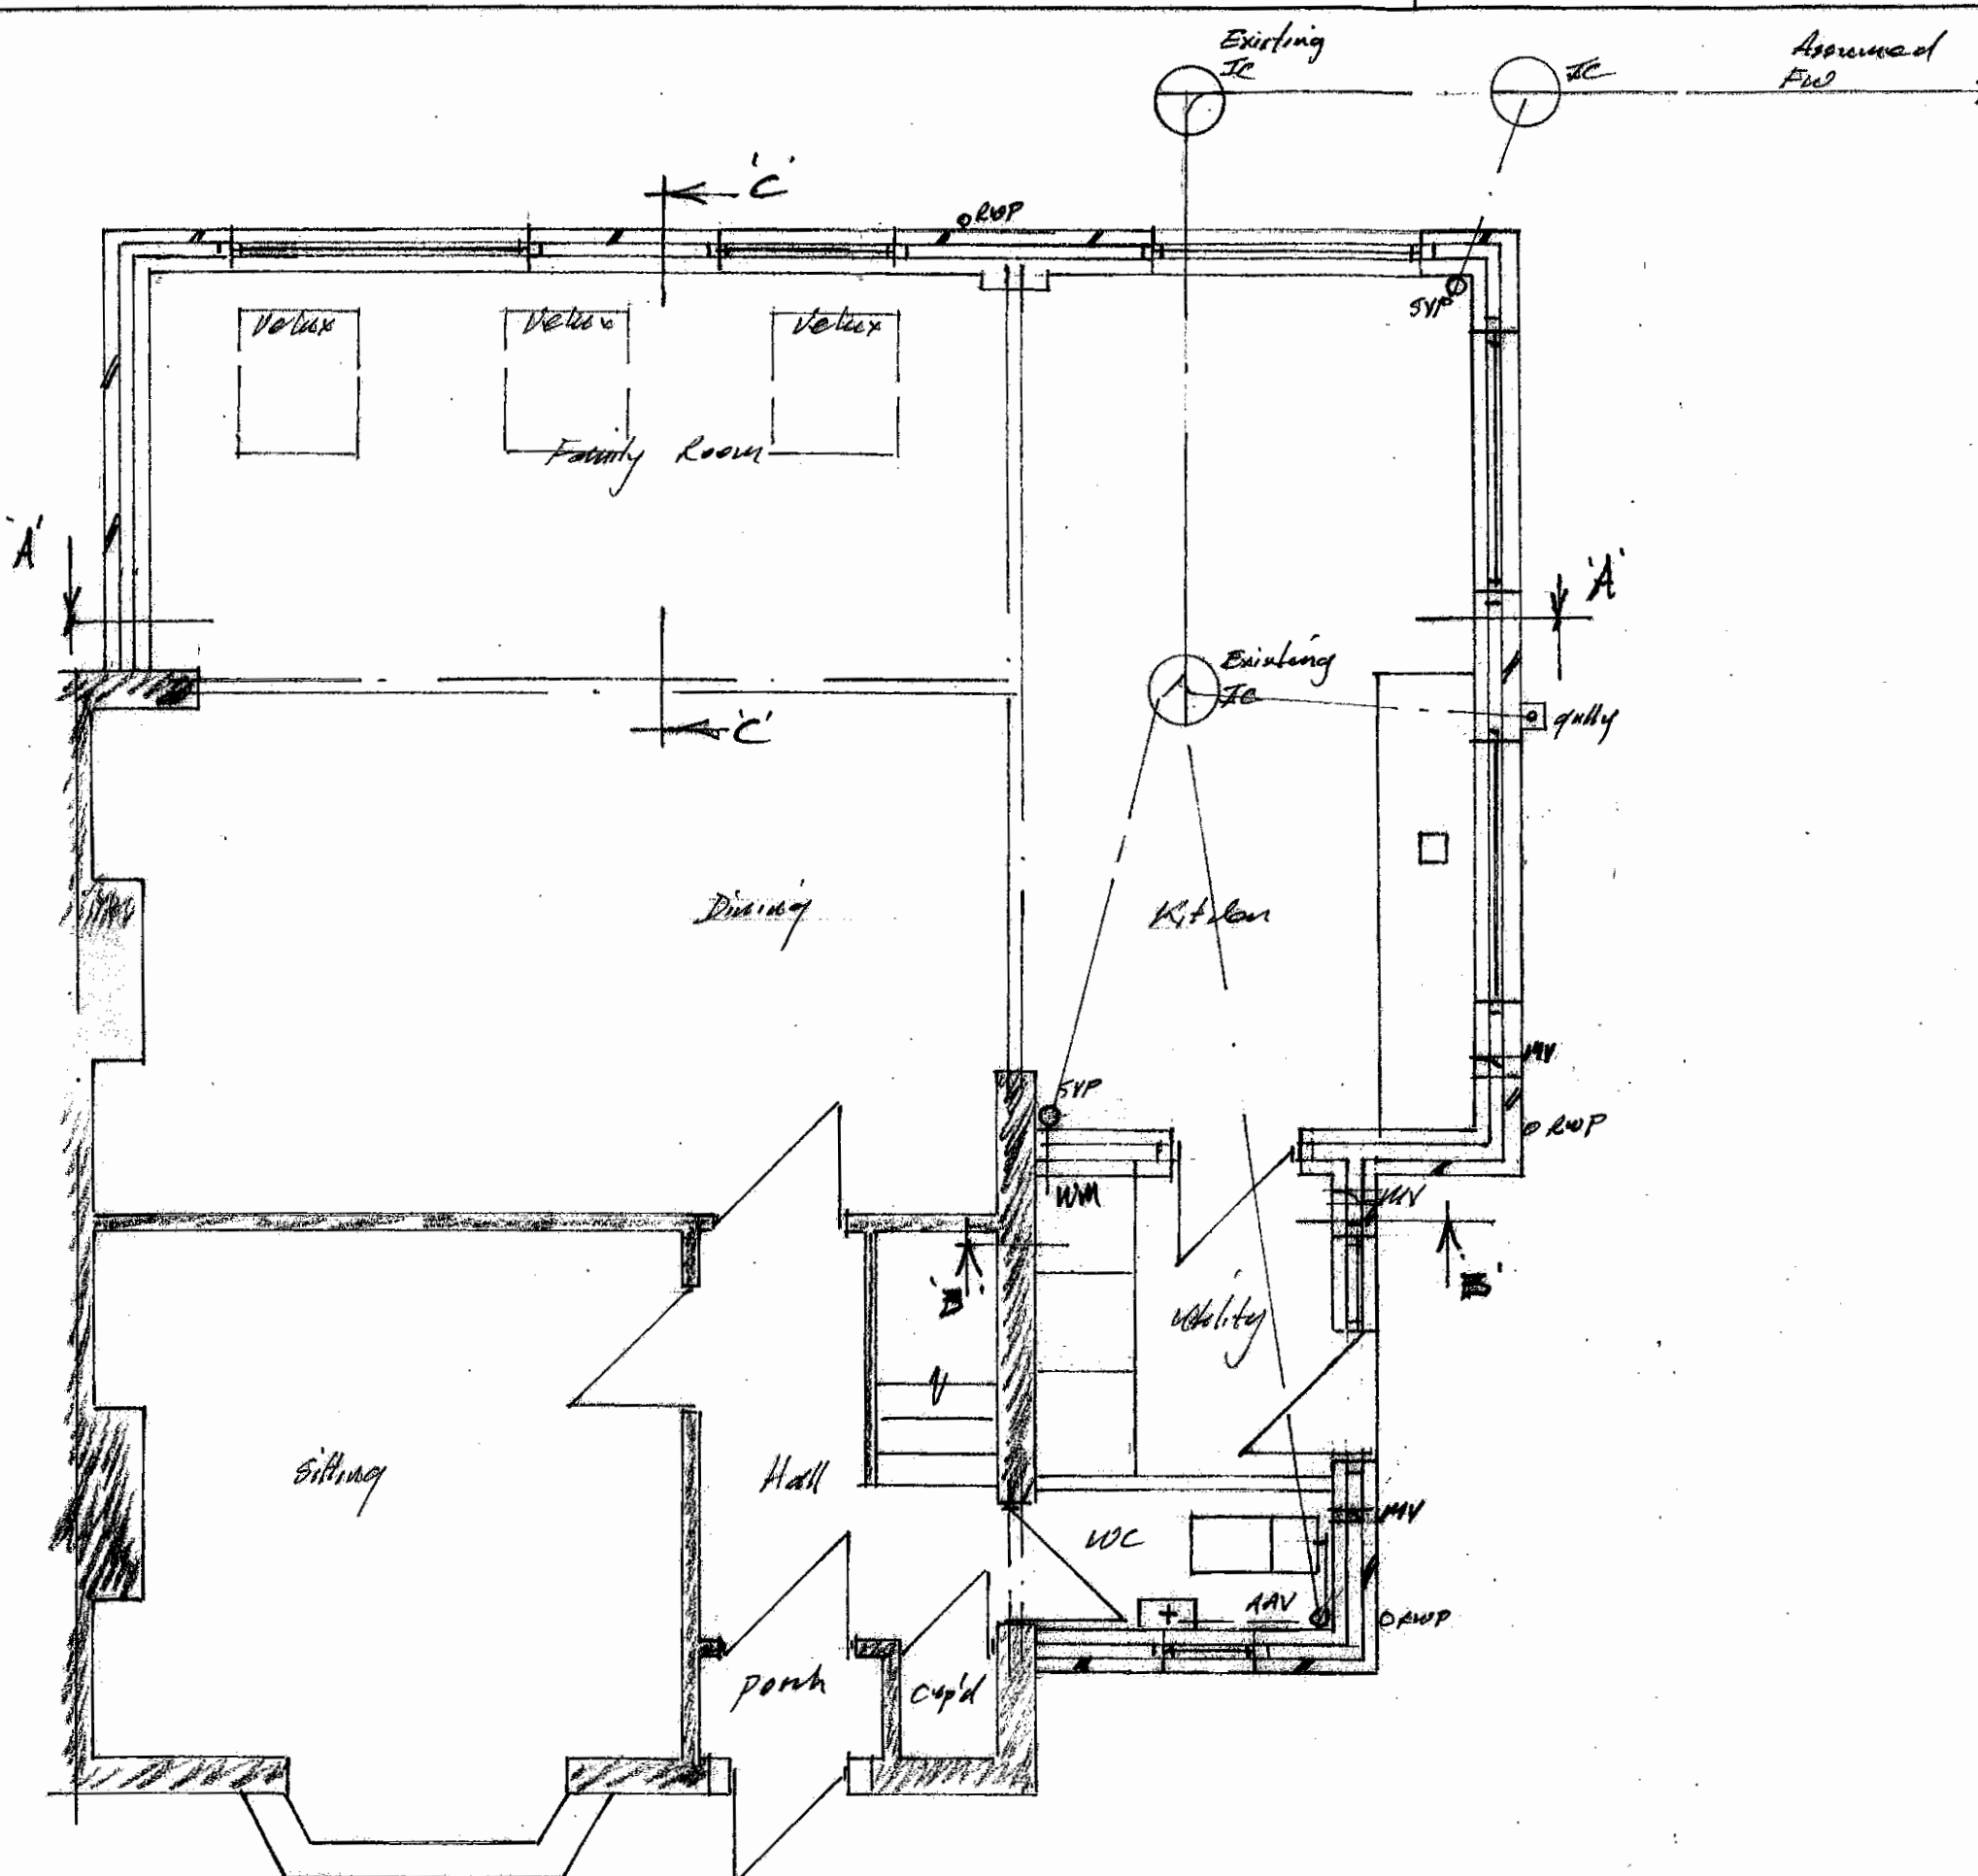 Existing
IC
IC
Assumed
FW
'C'
RWP
SVP
Velux
Velux
Velux
Family Room
'A'
'A'
Existing
IC
gully
'C'
Dining
Kitchen
MV
SVP
RWP
WM
MV
'B'
'B'
Utility
Sitting
Hall
MV
WC
AAV
RWP
Porch
Cup'd